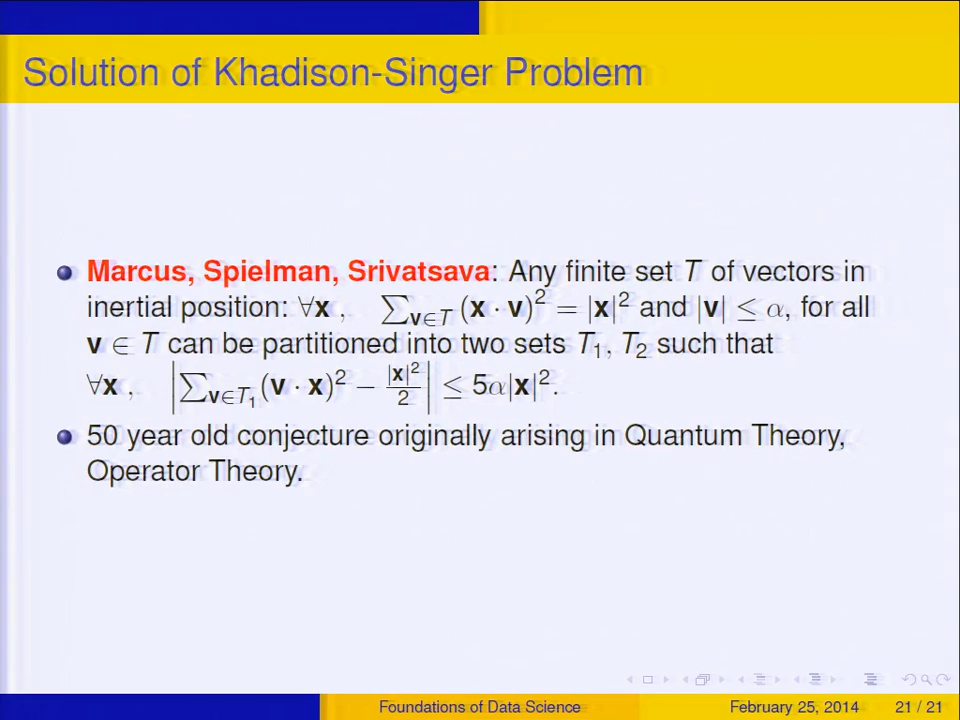 Solution of Khadison-Singer Problem
Marcus, Spielman, Srivatsava: Any finite set T of vectors in
inertial position: ∀x , ∑v∈T (x · v)² = |x|² and |v| ≤ α, for all
v ∈ T can be partitioned into two sets T₁, T₂ such that
∀x , |∑v∈T₁ (v · x)² − |x|²/2| ≤ 5α|x|².
50 year old conjecture originally arising in Quantum Theory,
Operator Theory.
Foundations of Data Science February 25, 2014 21 / 21